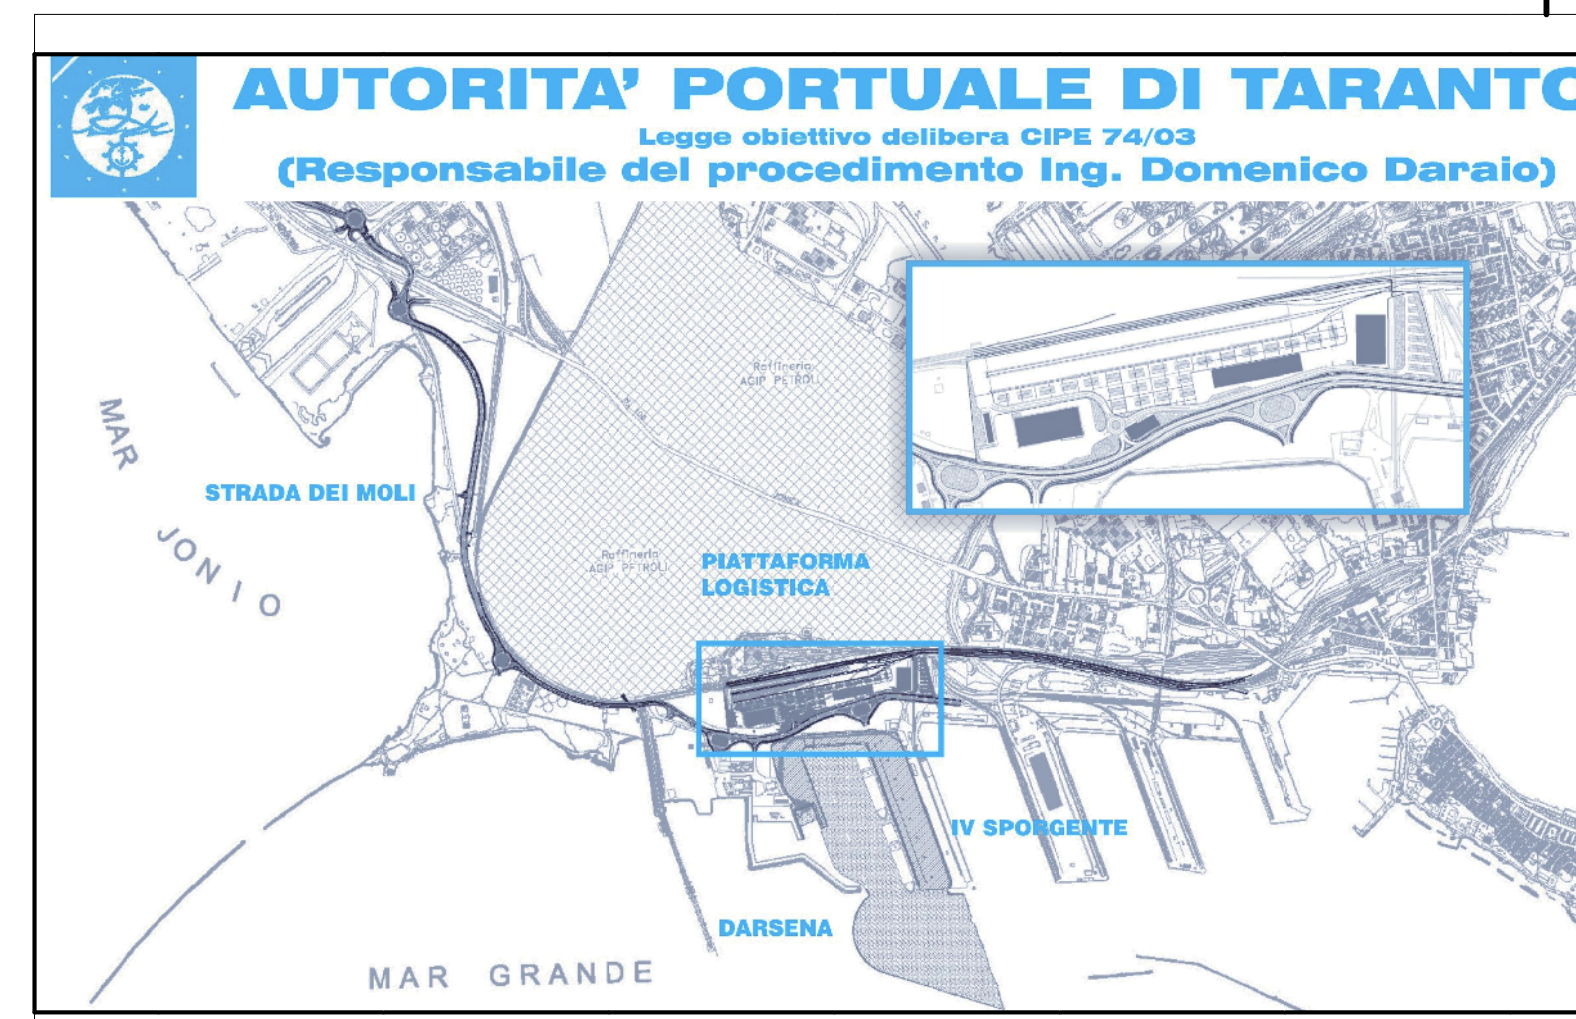 AUTORITA' PORTUALE DI TARANTO
Legge obiettivo delibera CIPE 74/03
(Responsabile del procedimento Ing. Domenico Daraio)
Raffineria
AGIP PETROLI
MAR
JONIO
STRADA DEI MOLI
Raffineria
AGIP PETROLI
PIATTAFORMA
LOGISTICA
IV SPORGENTE
DARSENA
MAR GRANDE